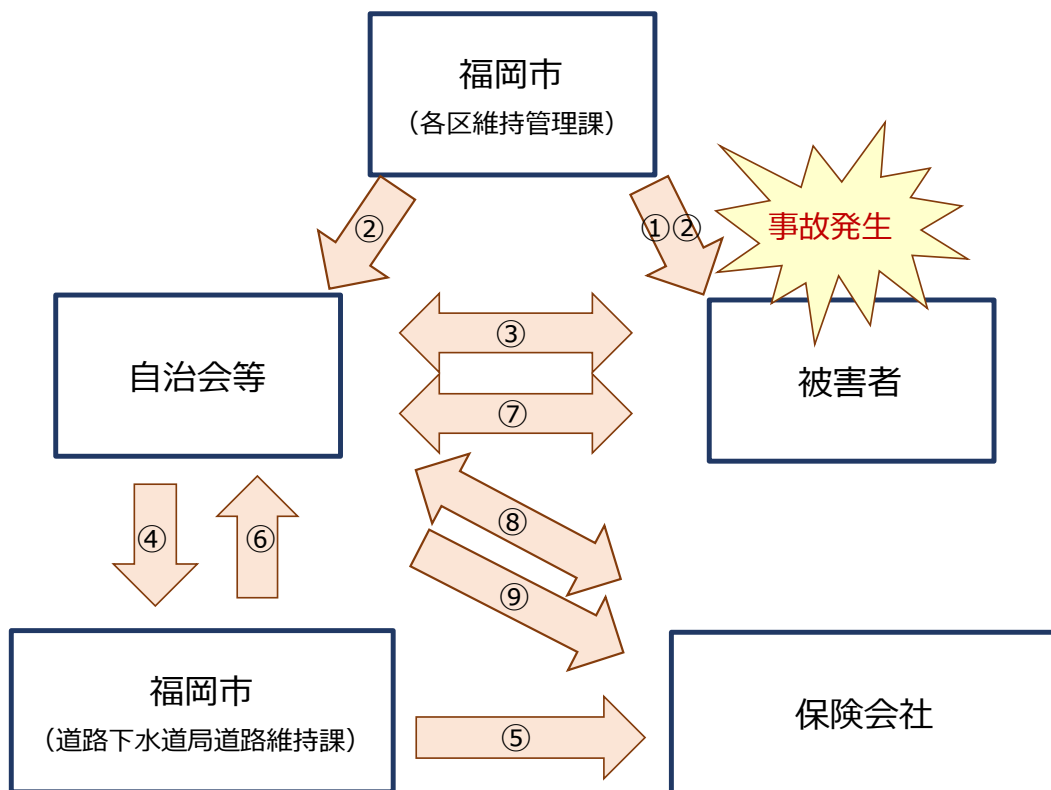 福岡市
（各区維持管理課）
事故発生
②
①②
③
自治会等
被害者
⑦
⑧
④
⑥
⑨
福岡市
（道路下水道局道路維持課）
保険会社
⑤